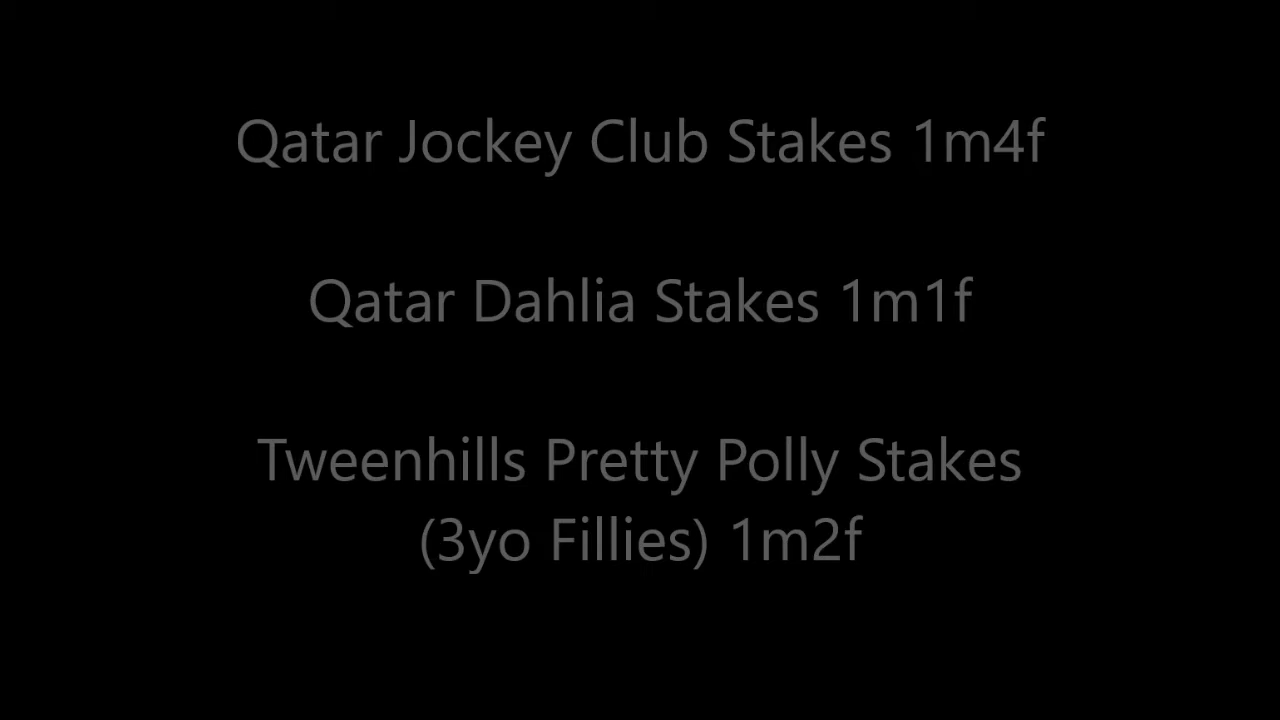 Qatar Jockey Club Stakes 1m4f
Qatar Dahlia Stakes 1m1f
Tweenhills Pretty Polly Stakes
(3yo Fillies) 1m2f